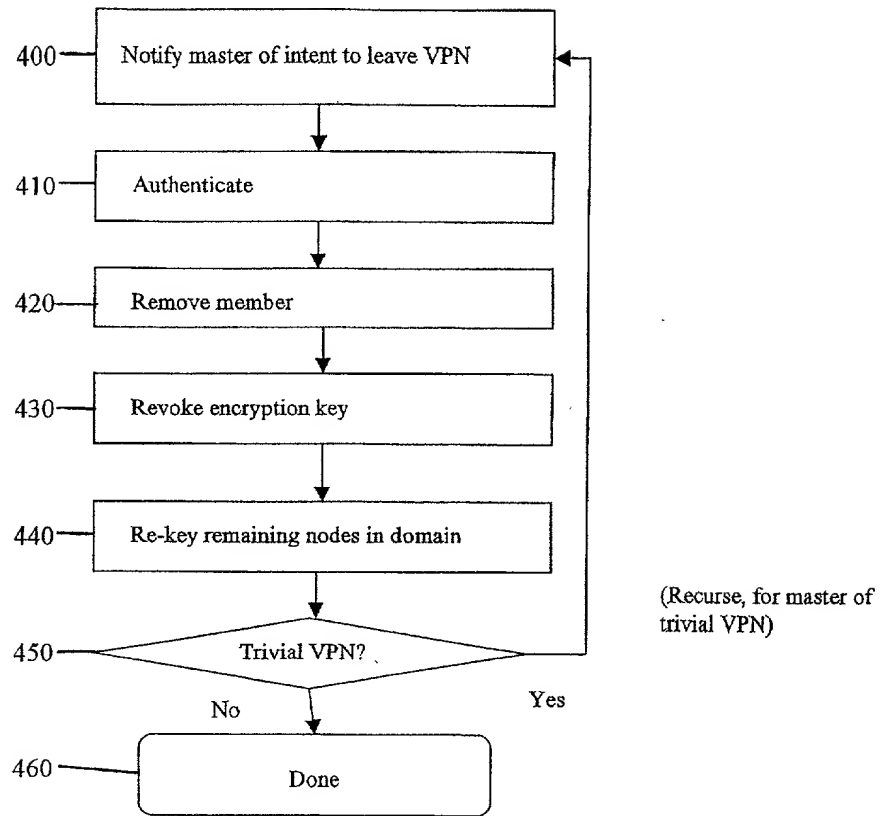 400
Notify master of intent to leave VPN
410
Authenticate
420
Remove member
430
Revoke encryption key
440
Re-key remaining nodes in domain
(Recurse, for master of
trivial VPN)
450
Trivial VPN?
No
Yes
460
Done